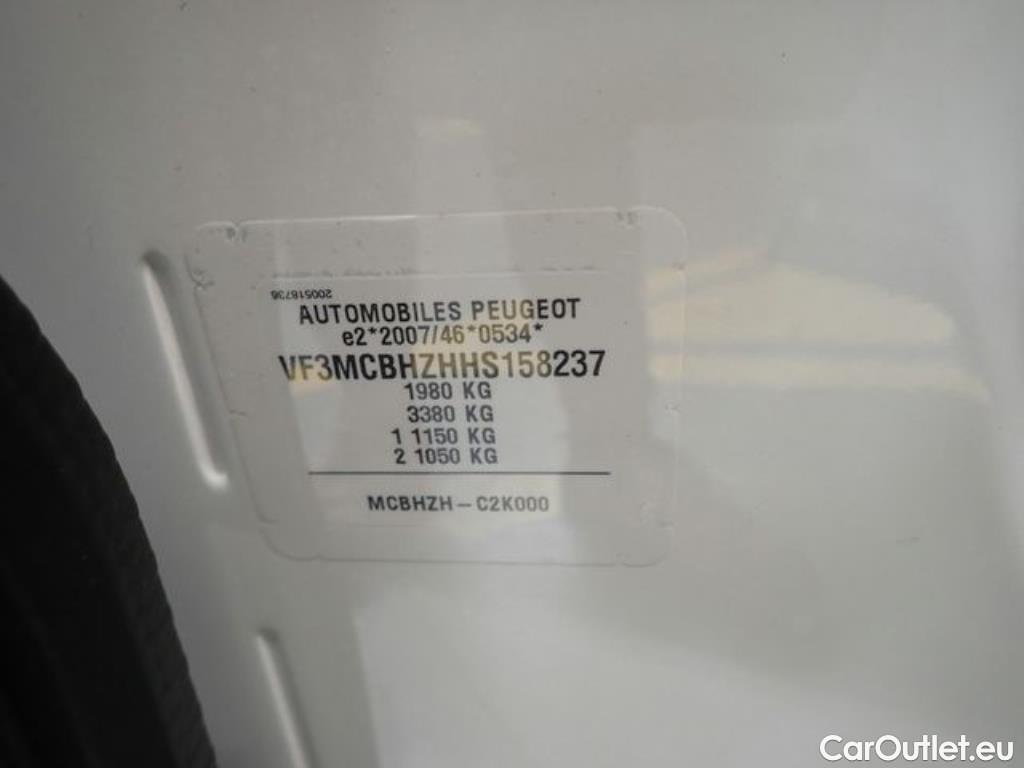 200518736
AUTOMOBILES PEUGEOT
e2*2007/46*0534*
VF3MCBHZHHS158237
1980 KG
3380 KG
1 1150 KG
2 1050 KG
MCBHZH – C2K000
CarOutlet.eu